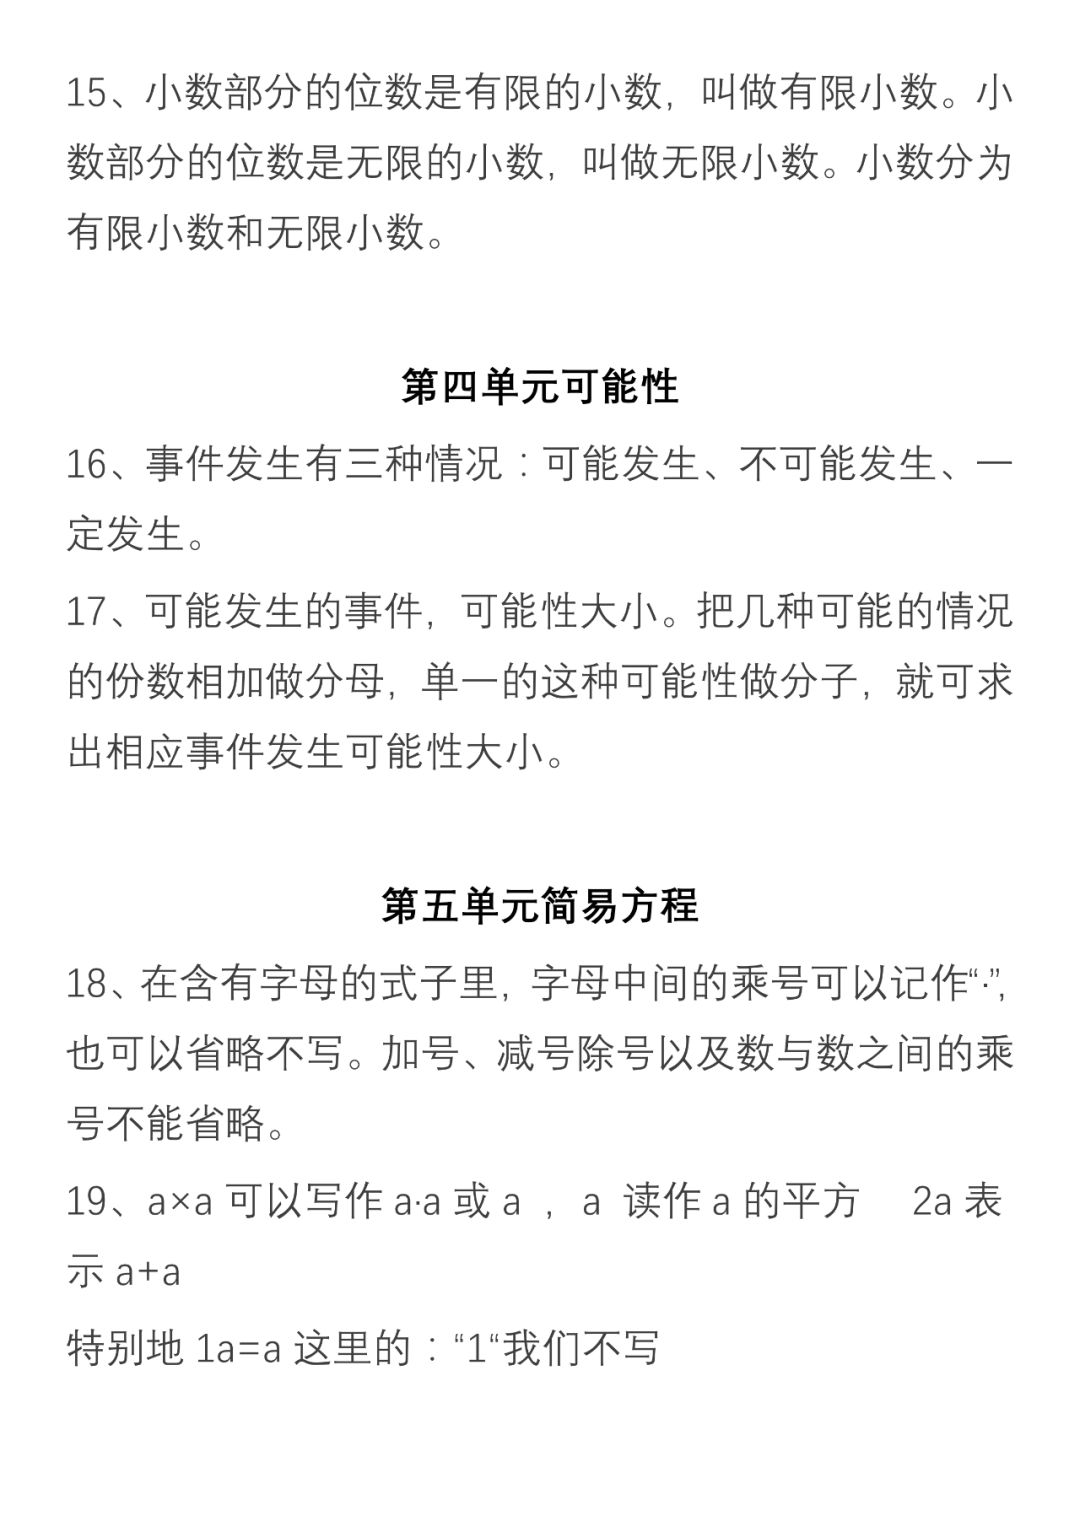 15、小数部分的位数是有限的小数，叫做有限小数。小
数部分的位数是无限的小数，叫做无限小数。小数分为
有限小数和无限小数。
第四单元可能性
16、事件发生有三种情况：可能发生、不可能发生、一
定发生。
17、可能发生的事件，可能性大小。把几种可能的情况
的份数相加做分母，单一的这种可能性做分子，就可求
出相应事件发生可能性大小。
第五单元简易方程
18、在含有字母的式子里，字母中间的乘号可以记作“·”，
也可以省略不写。加号、减号除号以及数与数之间的乘
号不能省略。
19、a×a 可以写作 a·a 或 a ，a 读作 a 的平方 2a 表
示 a+a
特别地 1a=a 这里的：“1“我们不写